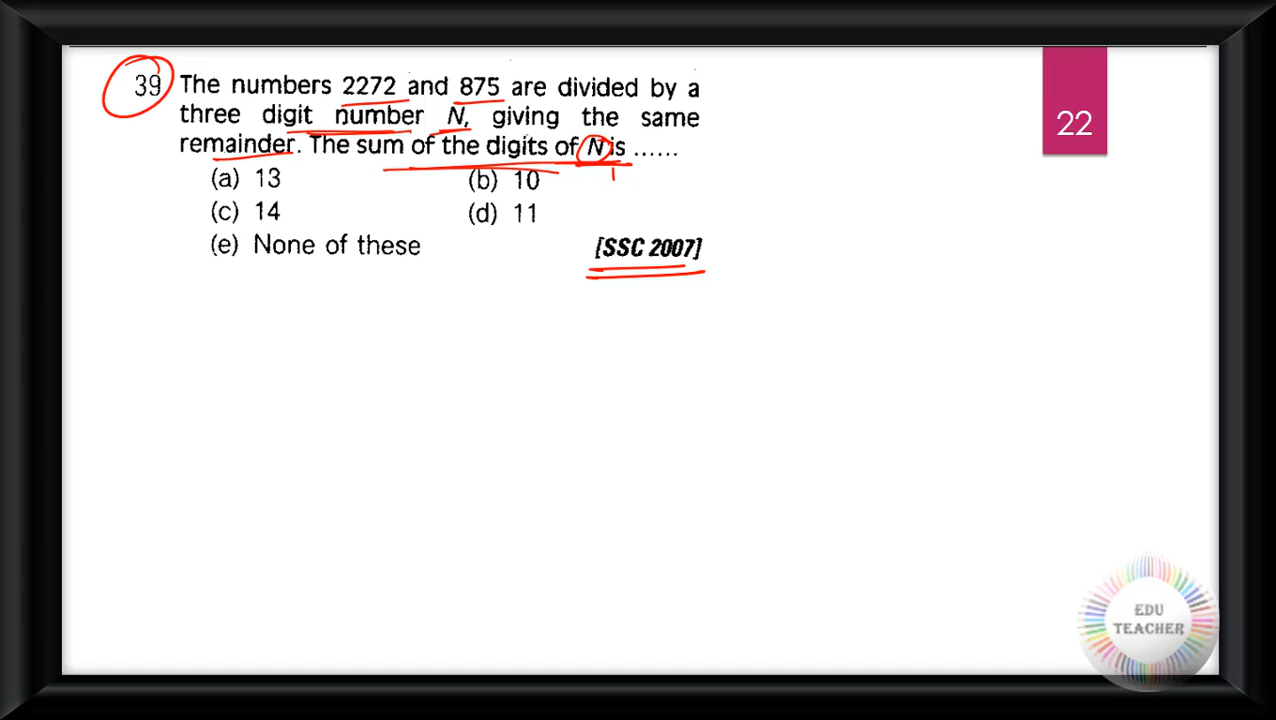 39 The numbers 2272 and 875 are divided by a
three digit number N, giving the same
remainder. The sum of the digits of N is ......
(a) 13 (b) 10
(c) 14 (d) 11
(e) None of these [SSC 2007]
22
EDU
TEACHER